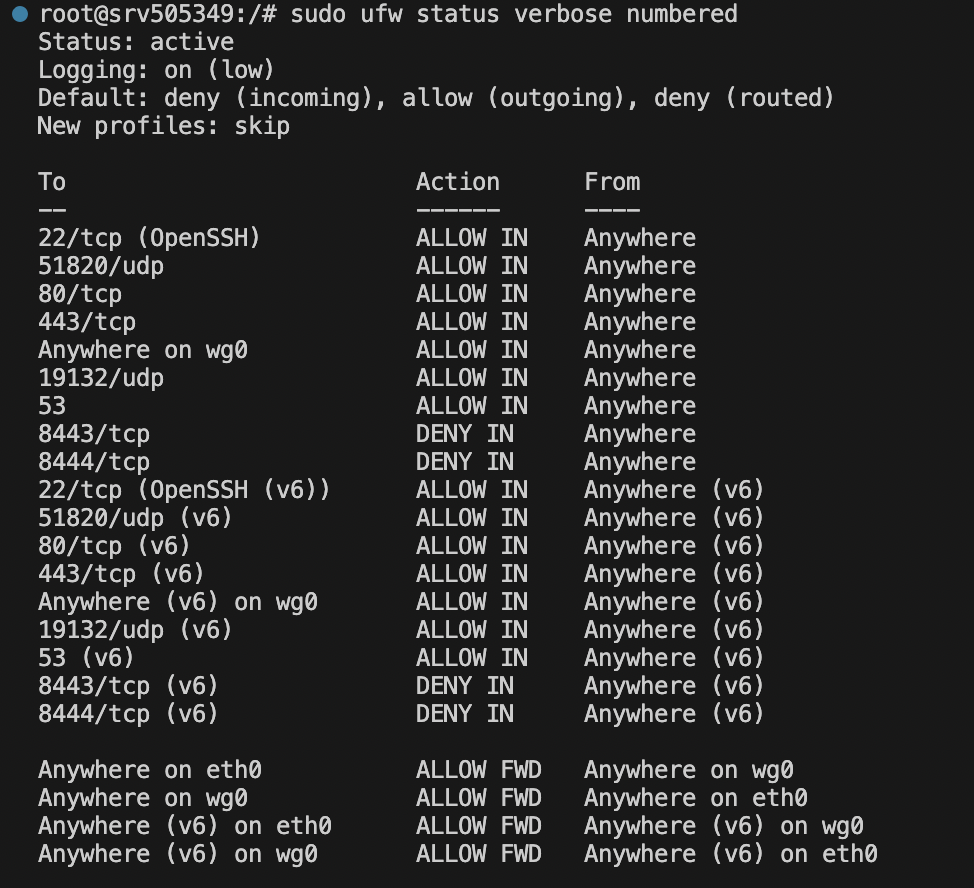 root@srv505349:/# sudo ufw status verbose numbered
Status: active
Logging: on (low)
Default: deny (incoming), allow (outgoing), deny (routed)
New profiles: skip

To                         Action      From
--                         ------      ----
22/tcp (OpenSSH)           ALLOW IN    Anywhere
51820/udp                  ALLOW IN    Anywhere
80/tcp                     ALLOW IN    Anywhere
443/tcp                    ALLOW IN    Anywhere
Anywhere on wg0            ALLOW IN    Anywhere
19132/udp                  ALLOW IN    Anywhere
53                         ALLOW IN    Anywhere
8443/tcp                   DENY IN     Anywhere
8444/tcp                   DENY IN     Anywhere
22/tcp (OpenSSH (v6))      ALLOW IN    Anywhere (v6)
51820/udp (v6)             ALLOW IN    Anywhere (v6)
80/tcp (v6)                ALLOW IN    Anywhere (v6)
443/tcp (v6)               ALLOW IN    Anywhere (v6)
Anywhere (v6) on wg0       ALLOW IN    Anywhere (v6)
19132/udp (v6)             ALLOW IN    Anywhere (v6)
53 (v6)                    ALLOW IN    Anywhere (v6)
8443/tcp (v6)              DENY IN     Anywhere (v6)
8444/tcp (v6)              DENY IN     Anywhere (v6)

Anywhere on eth0           ALLOW FWD   Anywhere on wg0
Anywhere on wg0            ALLOW FWD   Anywhere on eth0
Anywhere (v6) on eth0      ALLOW FWD   Anywhere (v6) on wg0
Anywhere (v6) on wg0       ALLOW FWD   Anywhere (v6) on eth0